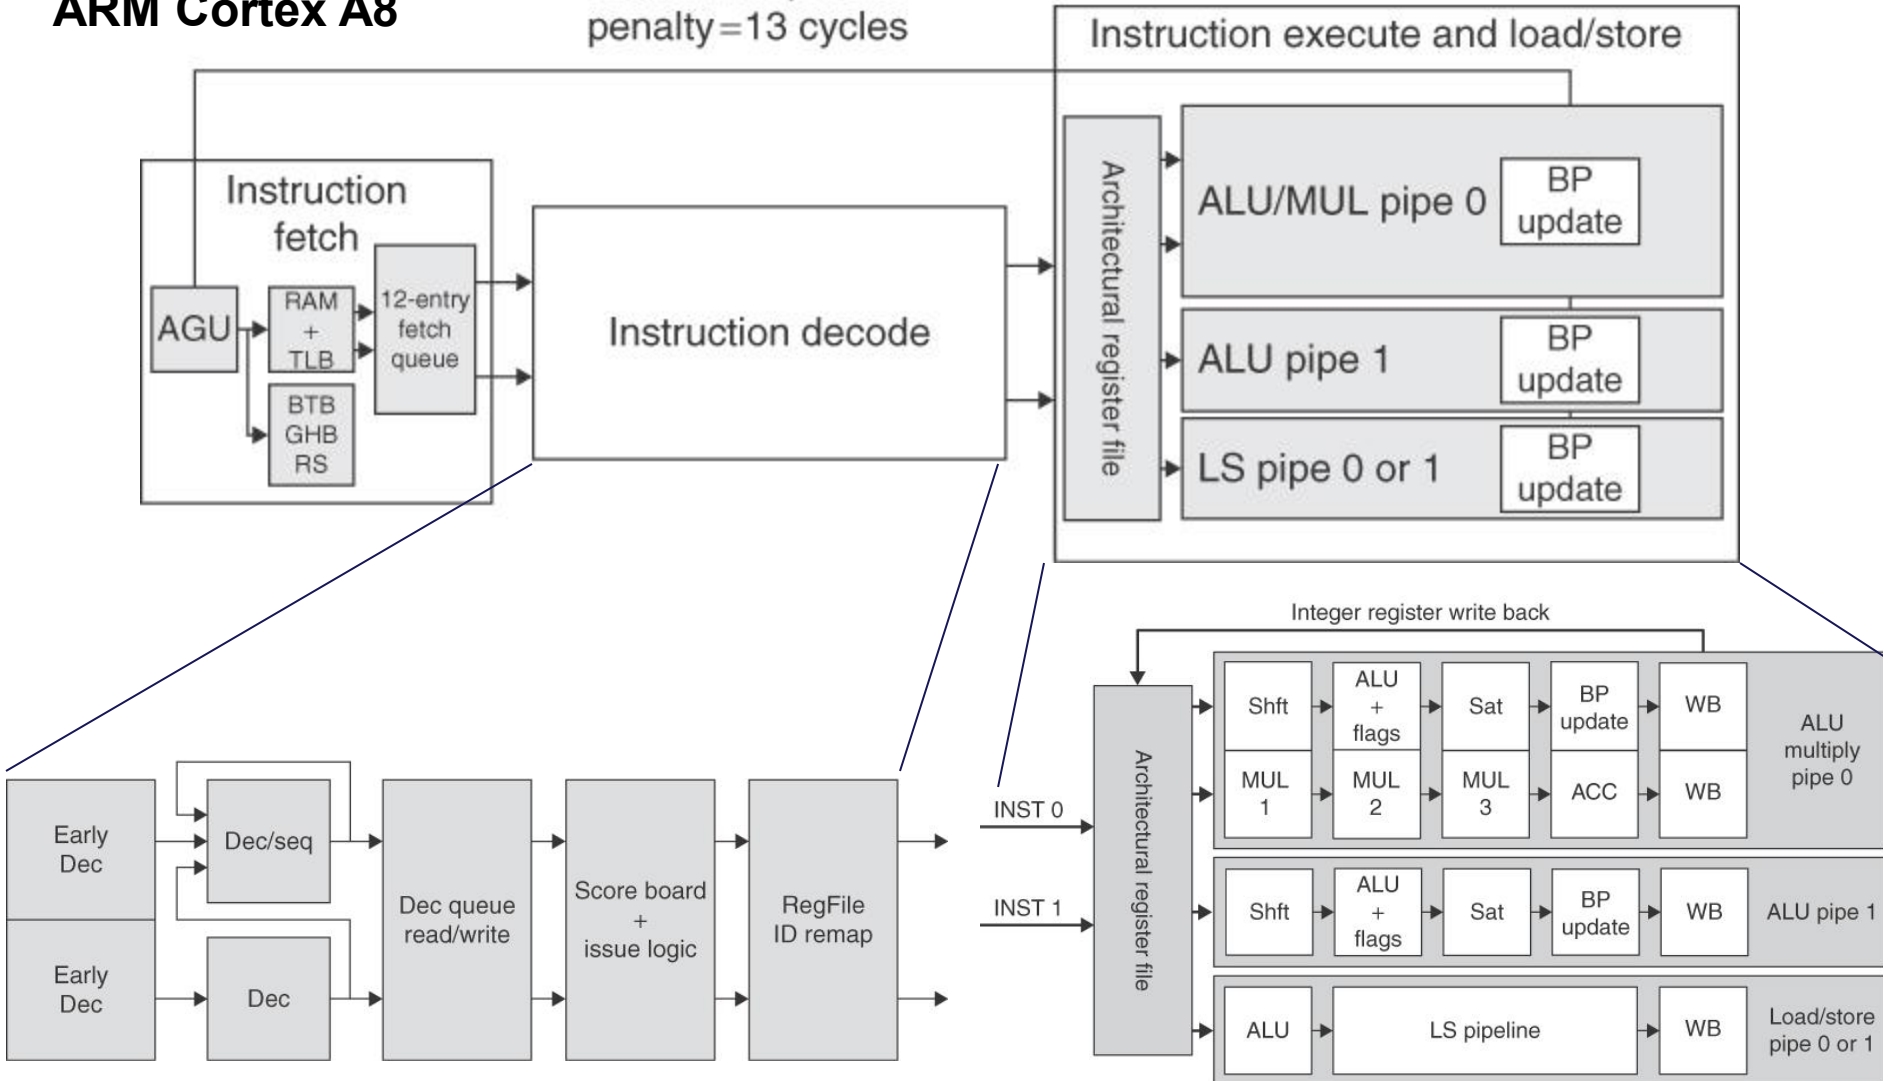 ARM Cortex A8
penalty=13 cycles
Instruction execute and load/store
Instruction
fetch
AGU
RAM
+
TLB
BTB
GHB
RS
12-entry
fetch
queue
Instruction decode
Architectural register file
ALU/MUL pipe 0
BP
update
ALU pipe 1
BP
update
LS pipe 0 or 1
BP
update
Early
Dec
Early
Dec
Dec/seq
Dec
Dec queue
read/write
Score board
+
issue logic
RegFile
ID remap
Integer register write back
INST 0
INST 1
Architectural register file
Shft
ALU
+
flags
Sat
BP
update
WB
MUL
1
MUL
2
MUL
3
ACC
WB
ALU
multiply
pipe 0
Shft
ALU
+
flags
Sat
BP
update
WB
ALU pipe 1
ALU
LS pipeline
WB
Load/store
pipe 0 or 1